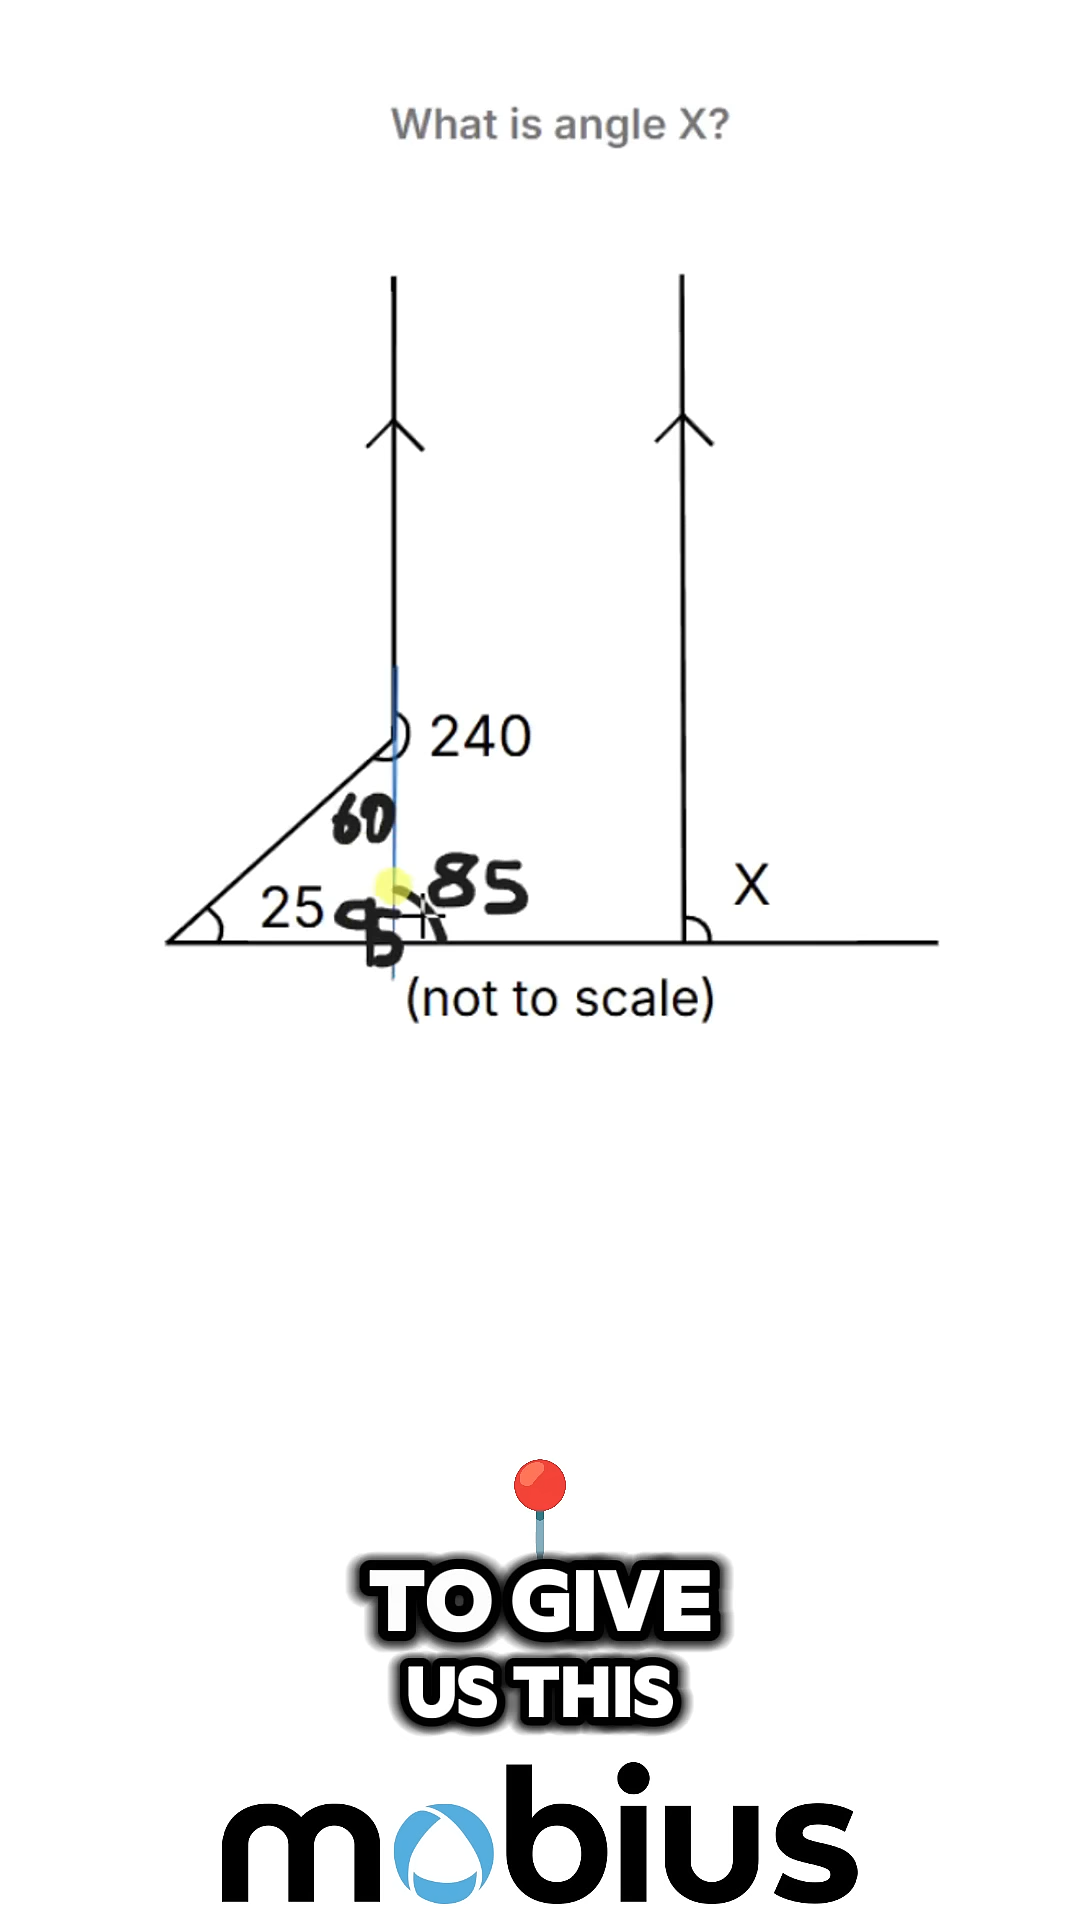 What is angle X?
240
60
85
25
95
X
(not to scale)
TO GIVE
US THIS
mobius